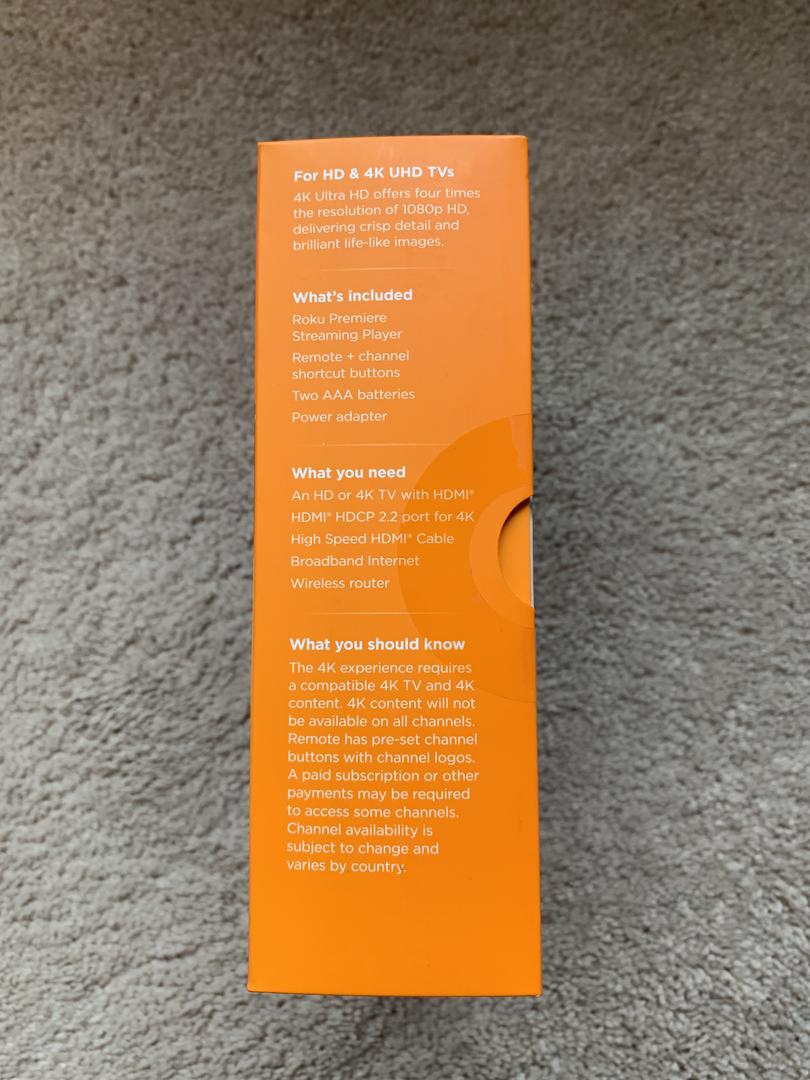 For HD & 4K UHD TVs
4K Ultra HD offers four times
the resolution of 1080p HD,
delivering crisp detail and
brilliant life-like images.
What's included
Roku Premiere
Streaming Player
Remote + channel
shortcut buttons
Two AAA batteries
Power adapter
What you need
An HD or 4K TV with HDMI®
HDMI® HDCP 2.2 port for 4K
High Speed HDMI® Cable
Broadband Internet
Wireless router
What you should know
The 4K experience requires
a compatible 4K TV and 4K
content. 4K content will not
be available on all channels.
Remote has pre-set channel
buttons with channel logos.
A paid subscription or other
payments may be required
to access some channels.
Channel availability is
subject to change and
varies by country.